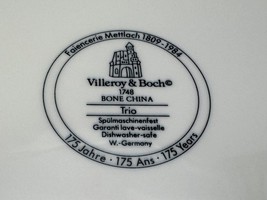 Faiencerie Mettlach 1809-1984
Villeroy & Boch©
1748
BONE CHINA
Trio
Spülmaschinenfest
Garanti lave-vaisselle
Dishwasher-safe
W.-Germany
175 Jahre · 175 Ans · 175 Years